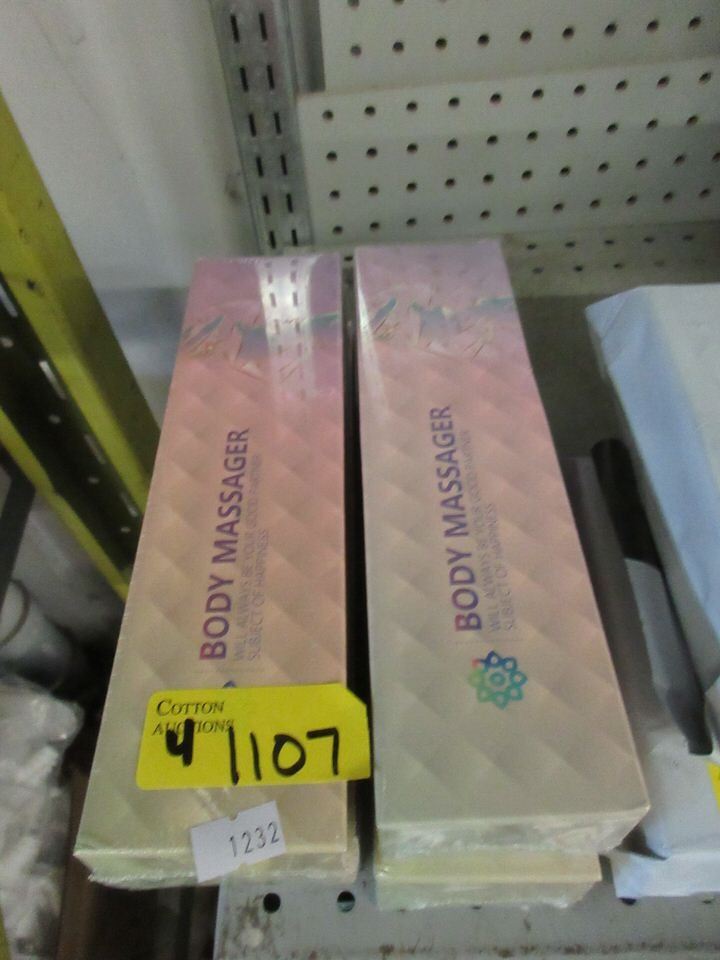 BODY MASSAGER
WILL ALWAYS BE YOUR GOOD PARTNER
SUBJECT OF HAPPINESS
BODY MASSAGER
WILL ALWAYS BE YOUR GOOD PARTNER
SUBJECT OF HAPPINESS
COTTON
AUCTIONS
4 1107
1232